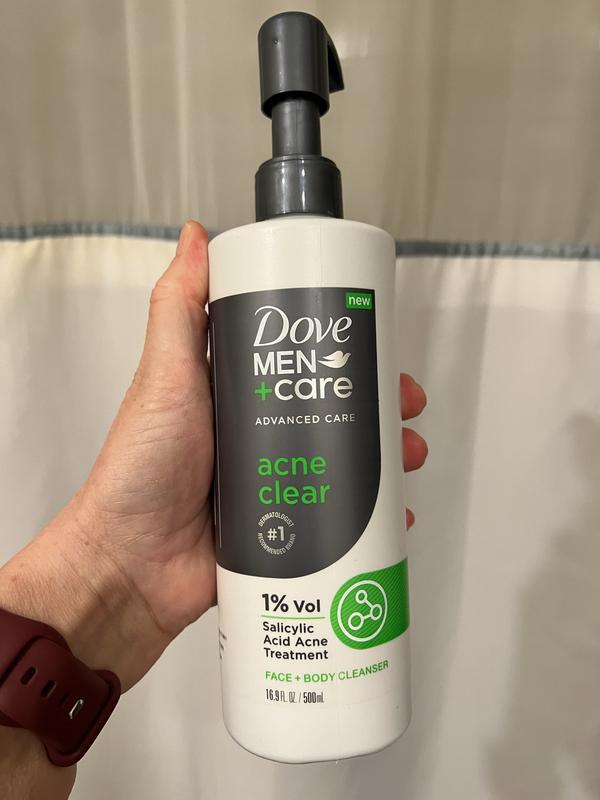 new
Dove
MEN
+care
ADVANCED CARE
acne
clear
DERMATOLOGIST
#1
RECOMMENDED BRAND
1% Vol
Salicylic
Acid Acne
Treatment
FACE + BODY CLEANSER
16.9 FL. OZ. / 500mL